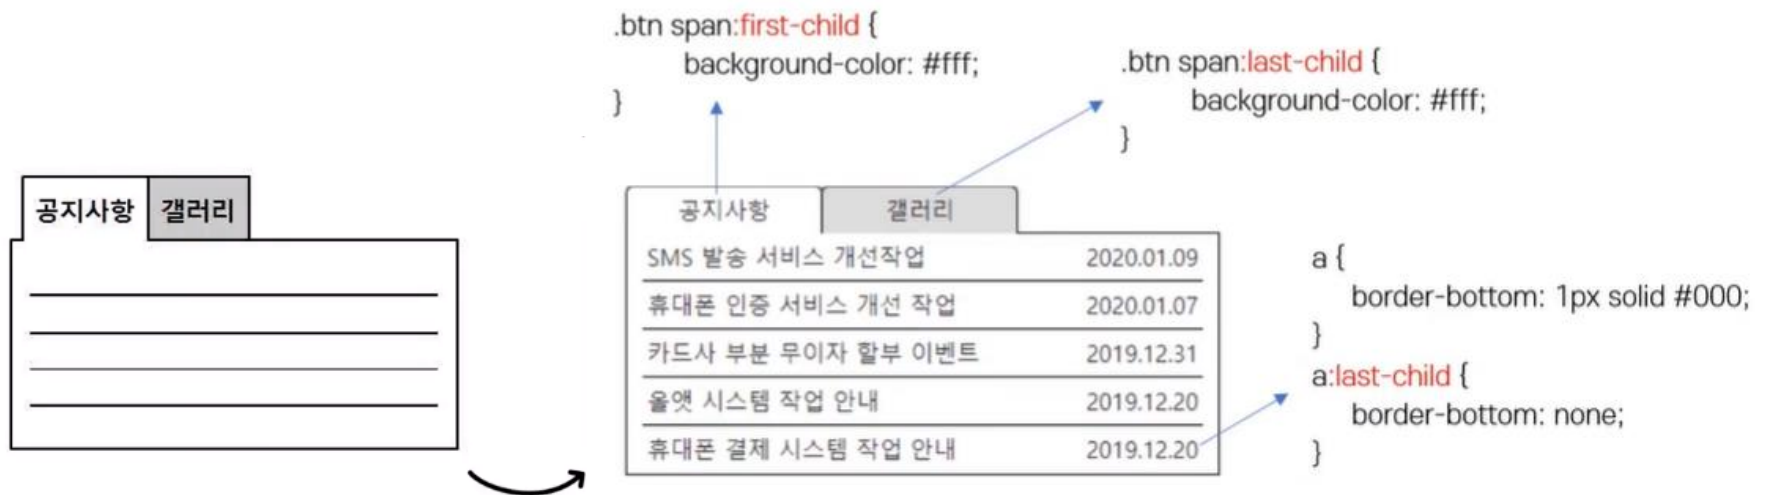 .btn span:first-child {
background-color: #fff;
}
.btn span:last-child {
background-color: #fff;
}
공지사항 갤러리
공지사항 갤러리
SMS 발송 서비스 개선작업 2020.01.09
휴대폰 인증 서비스 개선 작업 2020.01.07
카드사 부분 무이자 할부 이벤트 2019.12.31
올앳 시스템 작업 안내 2019.12.20
휴대폰 결제 시스템 작업 안내 2019.12.20
a {
border-bottom: 1px solid #000;
}
a:last-child {
border-bottom: none;
}